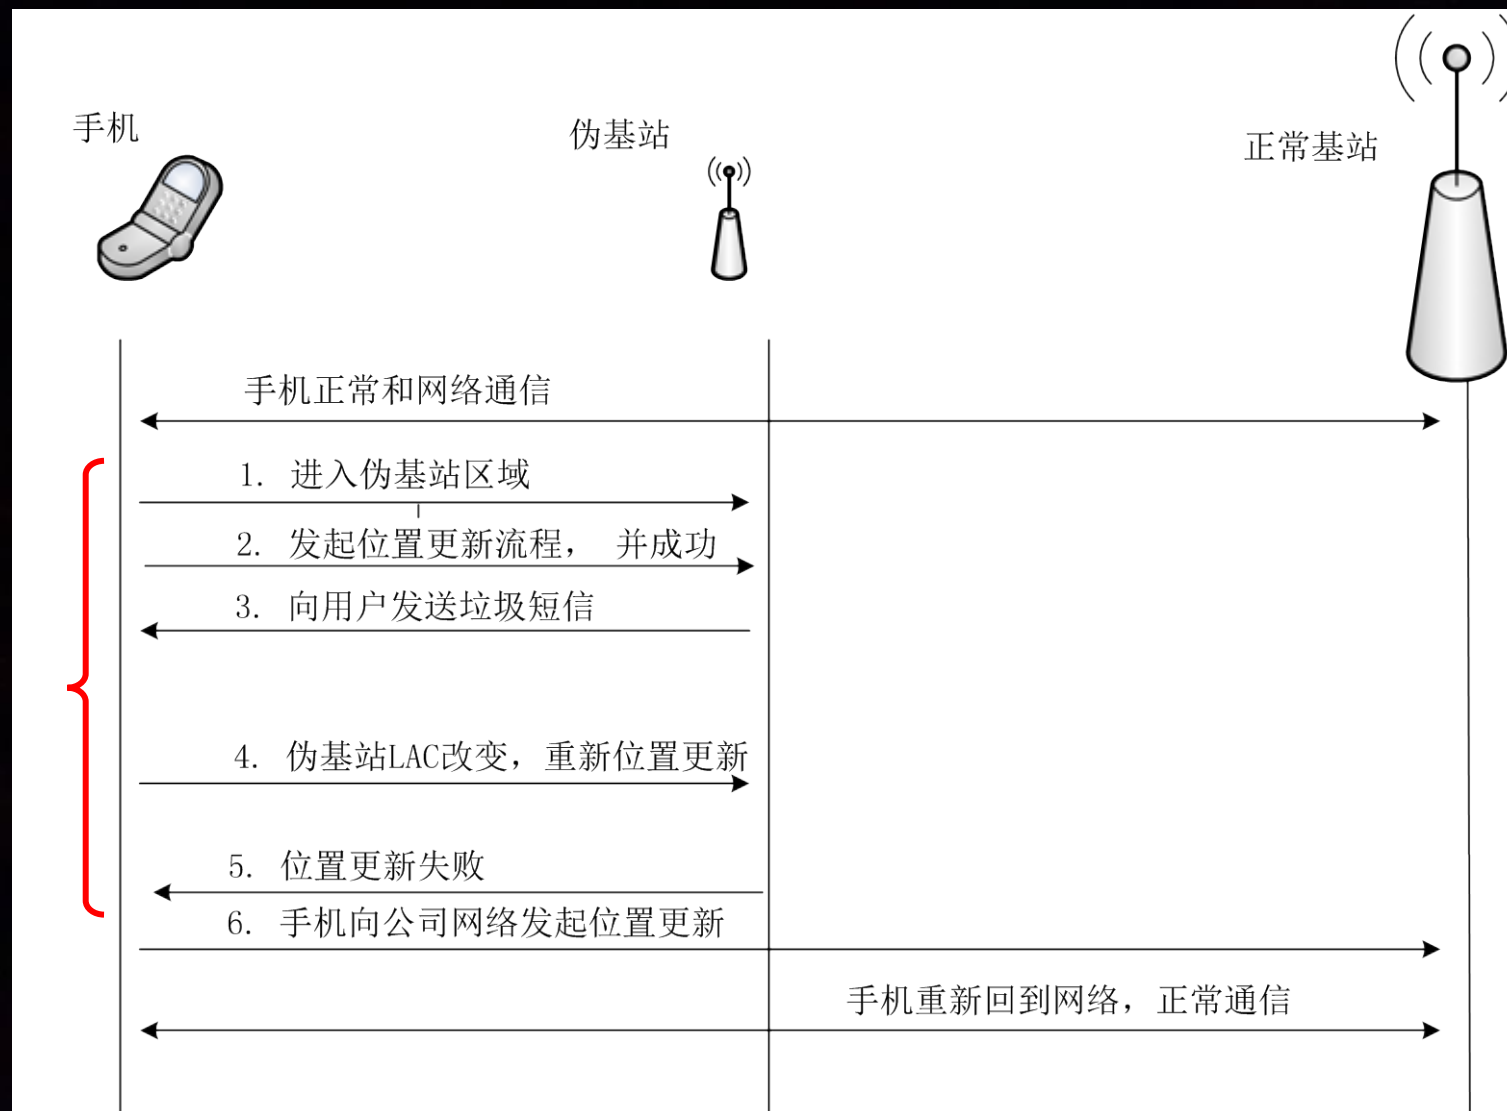 手机
伪基站
正常基站
手机正常和网络通信
1. 进入伪基站区域
2. 发起位置更新流程， 并成功
3. 向用户发送垃圾短信
4. 伪基站LAC改变，重新位置更新
5. 位置更新失败
6. 手机向公司网络发起位置更新
手机重新回到网络，正常通信